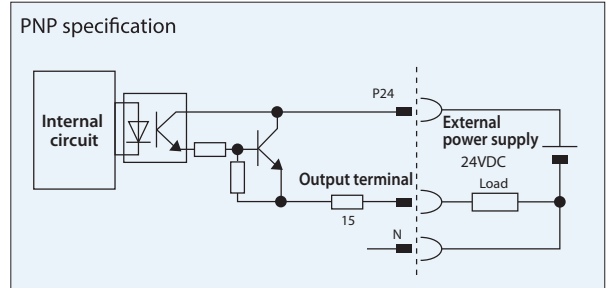 PNP specification
P24
Internal
circuit
External
power supply
24VDC
Output terminal
Load
15
N